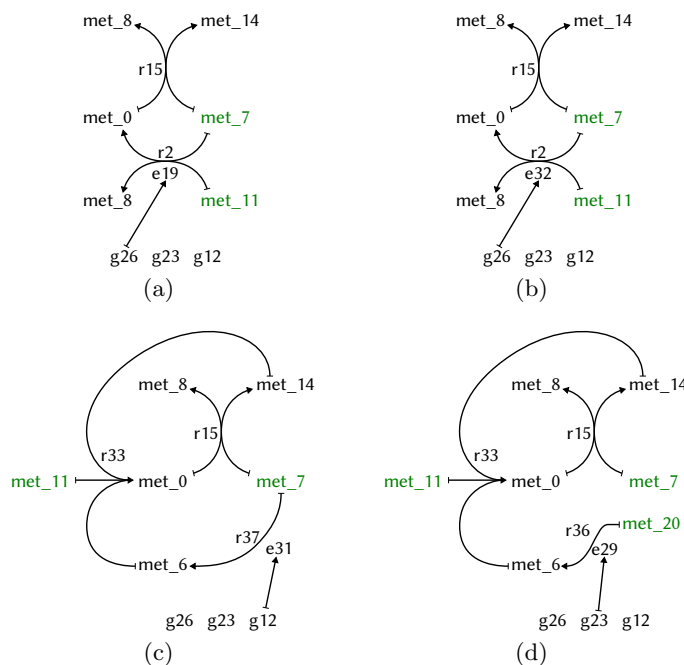 met_8 met_14 met_8 met_14
r15 r15
met_0 met_7 met_0 met_7
r2 r2
e19 e32
met_8 met_11 met_8 met_11
g26 g23 g12 g26 g23 g12
(a) (b)
met_8 met_14 met_8 met_14
r15 r15
r33 r33
met_11 met_0 met_7 met_11 met_0 met_7
met_20
r37 r36
e31 e29
met_6 met_6
g26 g23 g12 g26 g23 g12
(c) (d)